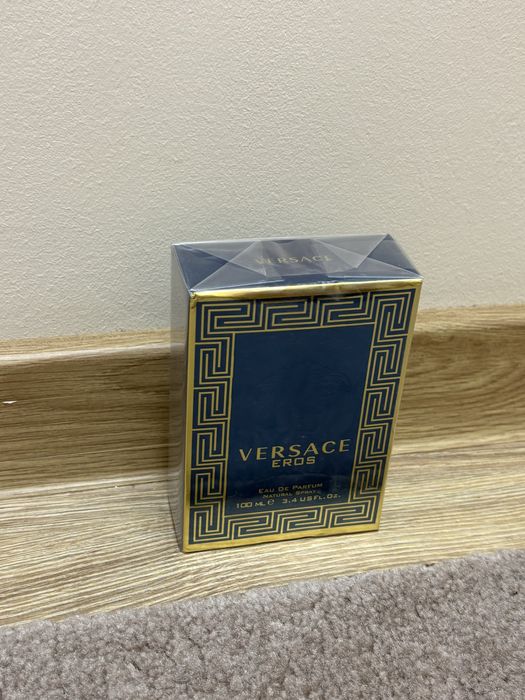 VERSACE
VERSACE
EROS
EAU DE PARFUM
NATURAL SPRAY
100 ML ℮ 3.4 US FL. OZ.